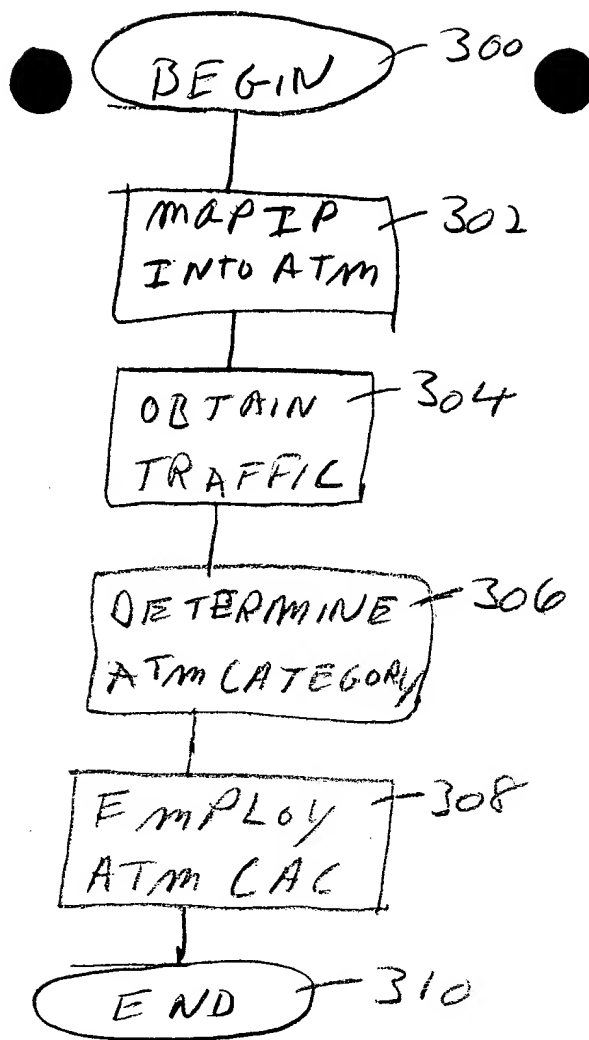 BEGIN 300
MAP IP 302
INTO ATM
OBTAIN 304
TRAFFIC
DETERMINE 306
ATM CATEGORY
EMPLOY 308
ATM CAC
END 310